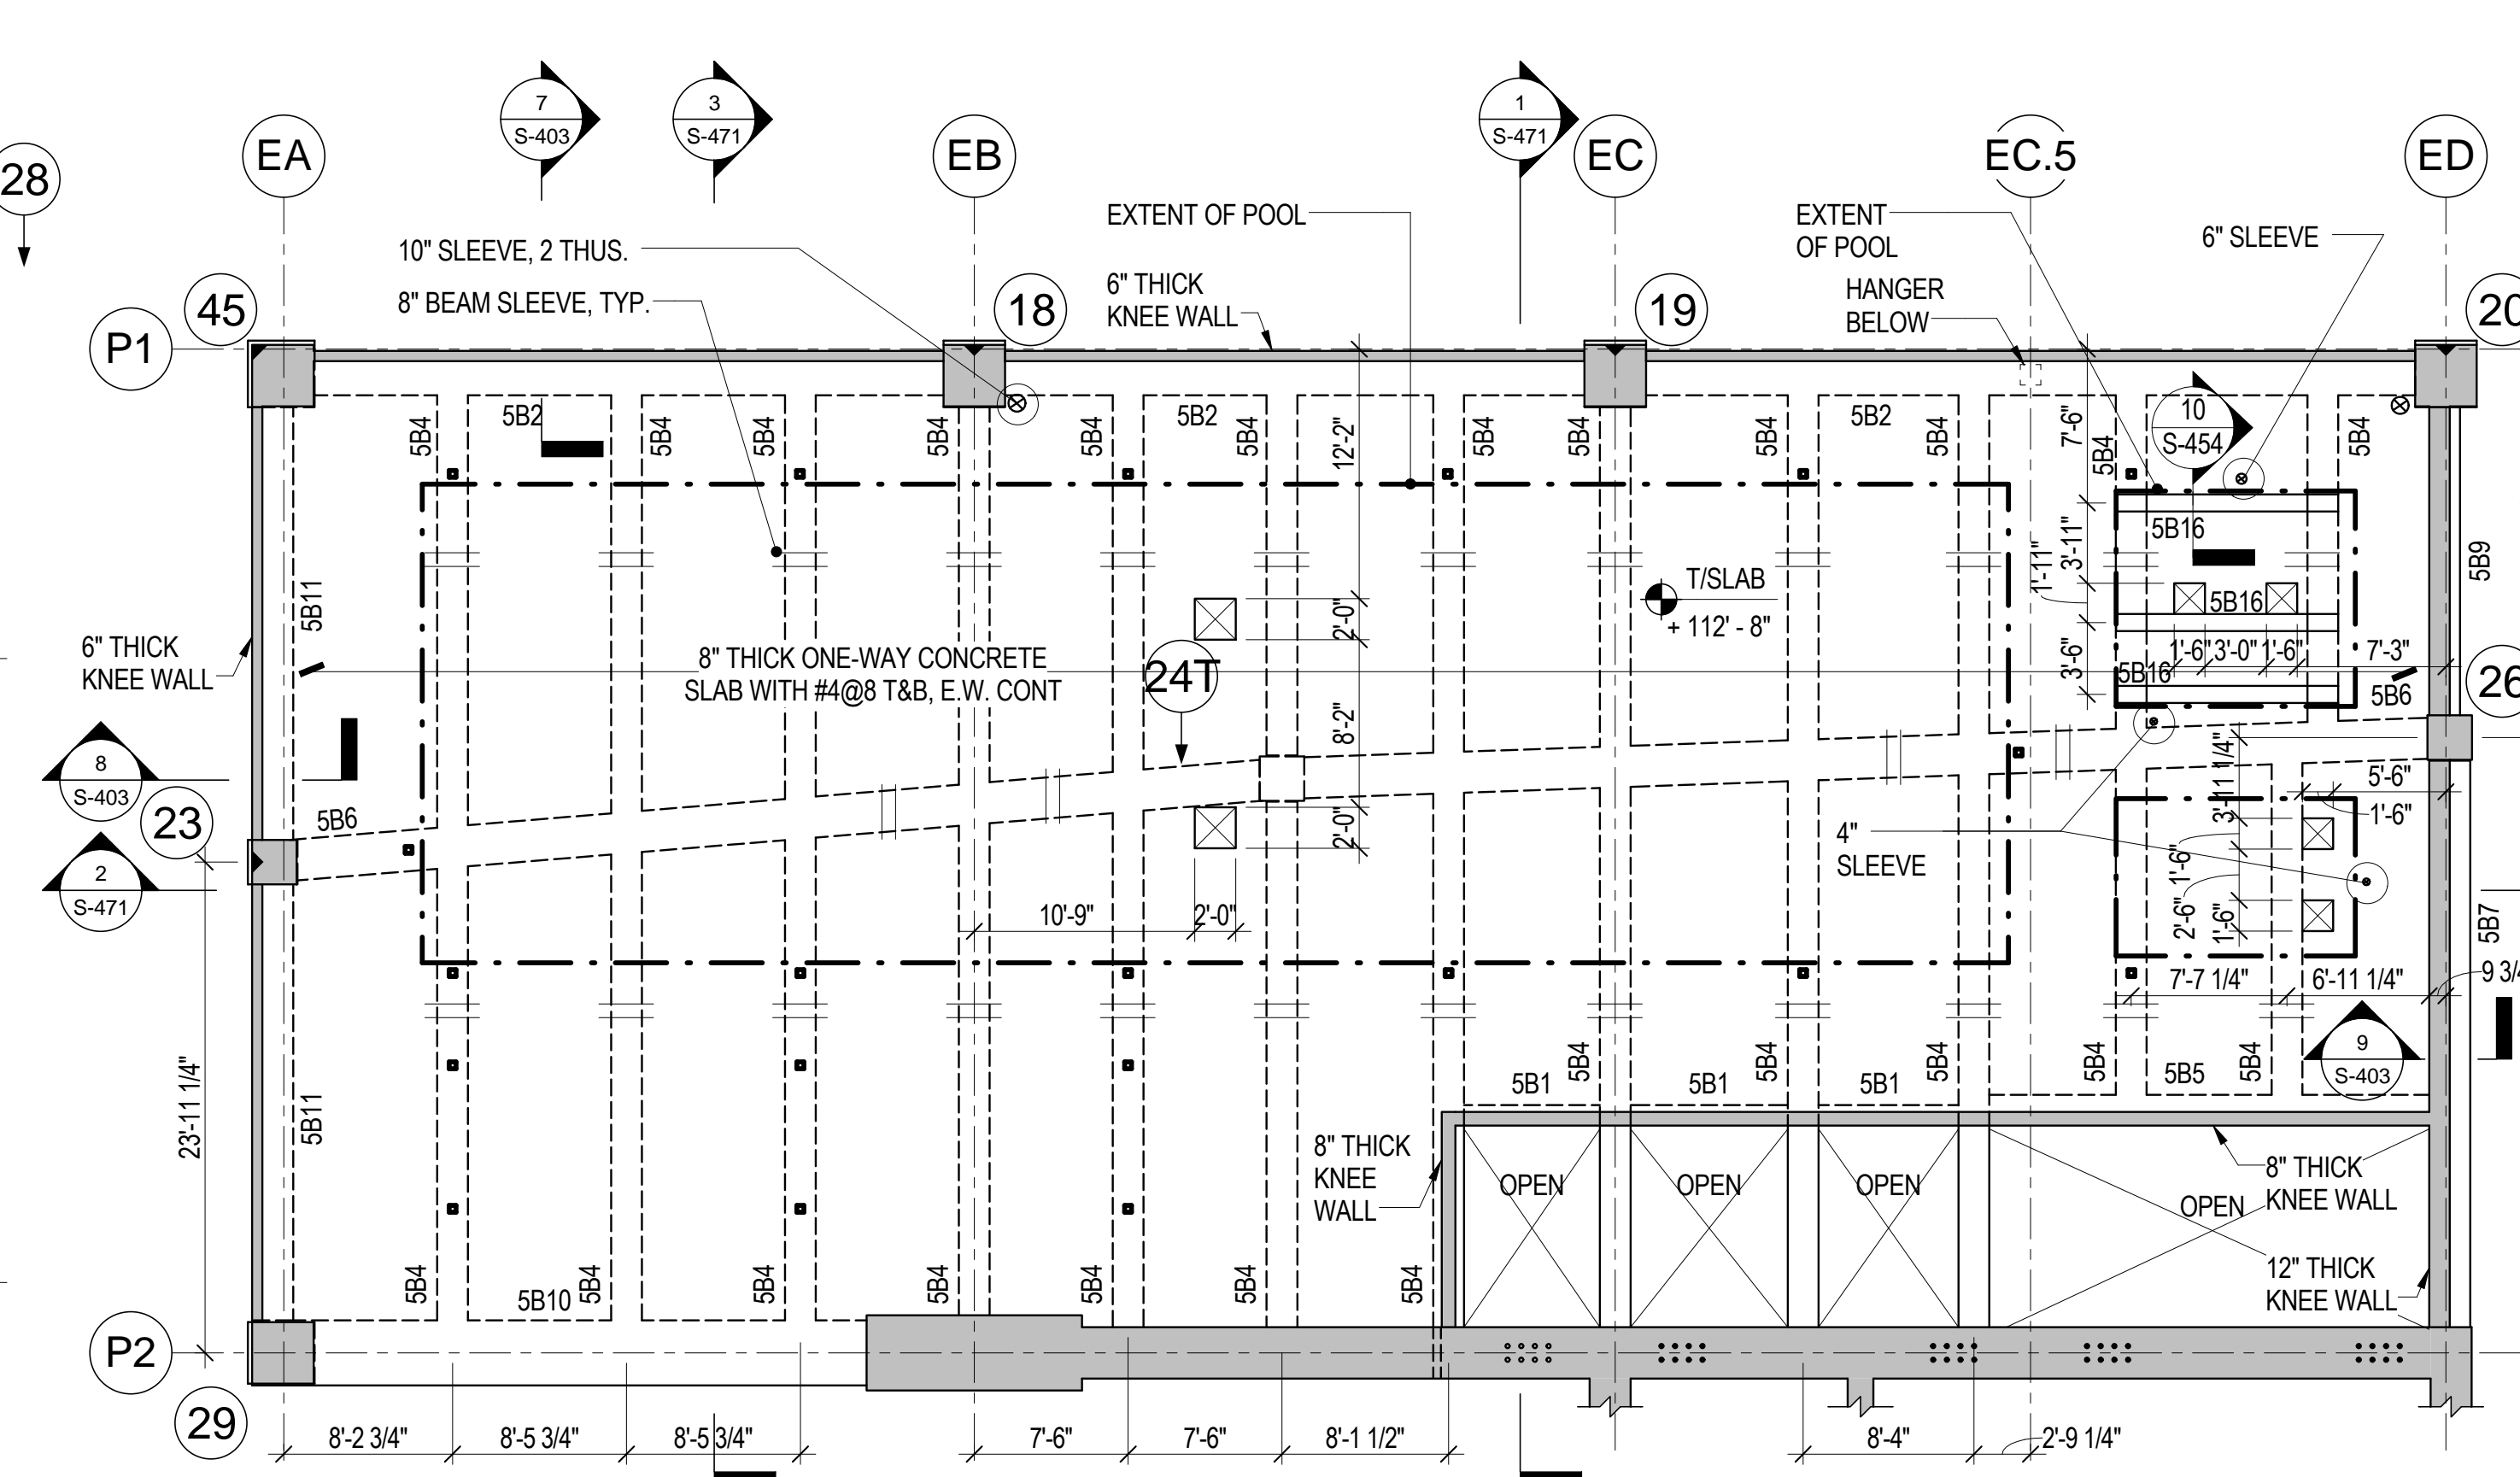 7
S-403
3
S-471
1
S-471
EA
EB
EC
EC.5
ED
28
EXTENT OF POOL
EXTENT
OF POOL
6" SLEEVE
10" SLEEVE, 2 THUS.
8" BEAM SLEEVE, TYP.
6" THICK
KNEE WALL
HANGER
BELOW
45
18
19
20
P1
5B4
5B2
5B4
5B4
5B4
5B4
5B2
5B4
12'-2"
5B4
5B4
5B4
5B2
5B4
7'-6"
5B4
10
S-454
5B4
5B16
3'-11"
1'-11"
5B9
5B11
T/SLAB
+ 112' - 8"
2'-0"
5B16
6" THICK
KNEE WALL
8" THICK ONE-WAY CONCRETE
SLAB WITH #4@8 T&B, E.W. CONT
24T
3'-6"
1'-6"
3'-0"
1'-6"
7'-3"
5B16
5B6
26
8'-2"
8
S-403
23
5B6
2'-0"
3'-11 1/4"
5'-6"
1'-6"
4"
SLEEVE
2
S-471
1'-6"
2'-6"
1'-6"
10'-9"
2'-0"
5B7
7'-7 1/4"
6'-11 1/4"
9 3/4
23'-11 1/4"
5B11
5B1
5B4
5B1
5B4
5B1
5B4
5B4
5B5
5B4
9
S-403
8" THICK
KNEE
WALL
OPEN
OPEN
OPEN
OPEN
8" THICK
KNEE WALL
12" THICK
KNEE WALL
5B4
5B10
5B4
5B4
5B4
5B4
5B4
5B4
P2
29
8'-2 3/4"
8'-5 3/4"
8'-5 3/4"
7'-6"
7'-6"
8'-1 1/2"
8'-4"
2'-9 1/4"